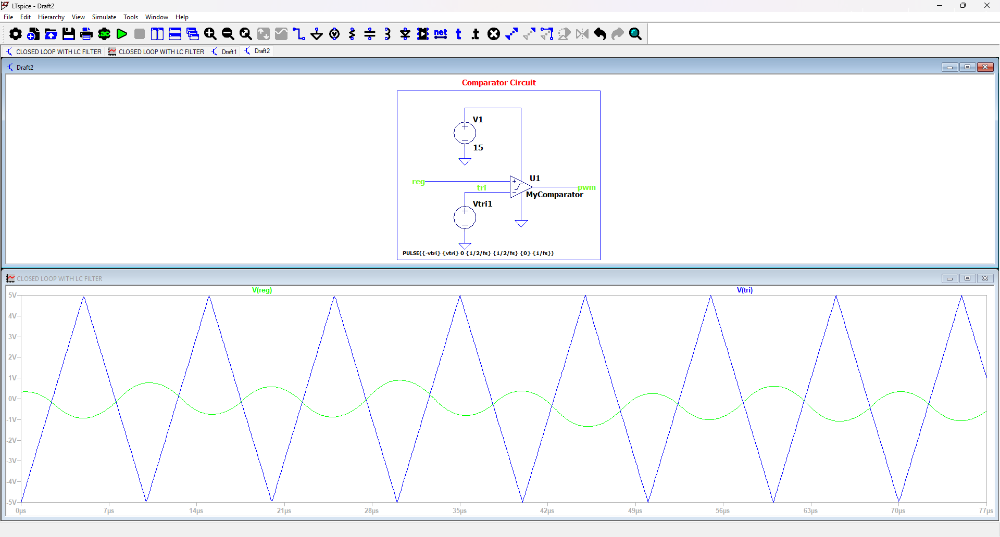 LTspice - Draft2
File Edit Hierarchy View Simulate Tools Window Help
.ac net t .t
CLOSED LOOP WITH LC FILTER CLOSED LOOP WITH LC FILTER Draft1 Draft2
Draft2
Comparator Circuit
V1
15
reg
tri
U1
pwm
MyComparator
Vtri1
PULSE({-vtri} {vtri} 0 {1/2/fs} {1/2/fs} {0} {1/fs})
CLOSED LOOP WITH LC FILTER
V(reg) V(tri)
5V
4V
3V
2V
1V
0V
-1V
-2V
-3V
-4V
-5V
0µs 7µs 14µs 21µs 28µs 35µs 42µs 49µs 56µs 63µs 70µs 77µs